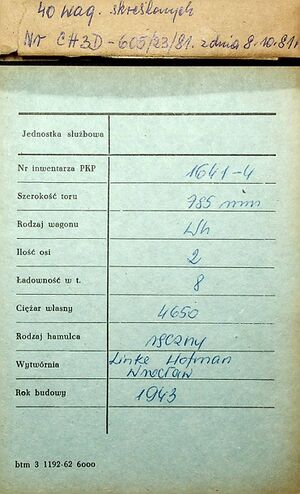 40 wag. skreślonych
Nr CH3D-605/23/81. z dnia 8.10.81r
Jednostka służbowa
Nr inwentarza PKP 1641-4
Szerokość toru 785 mm
Rodzaj wagonu Wh
Ilość osi 2
Ładowność w t. 8
Ciężar własny 4650
Rodzaj hamulca ręczny
Wytwórnia Linke Hofman
Wrocław
Rok budowy 1943
btm 3 1192-62 6000